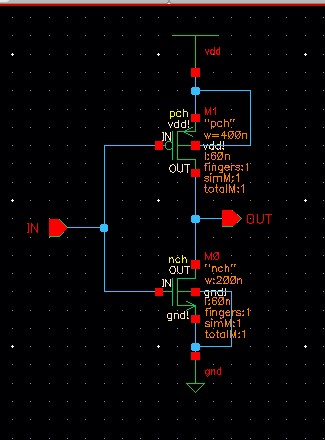 vdd
pch
M1
vdd!
"pch"
w=400n
IN
vdd!
l:60n
OUT
fingers:1
simM:1
totalM:1
IN
OUT
nch
M0
OUT
"nch"
w:200n
IN
gnd!
l:60n
gnd!
fingers:1
simM:1
totalM:1
gnd